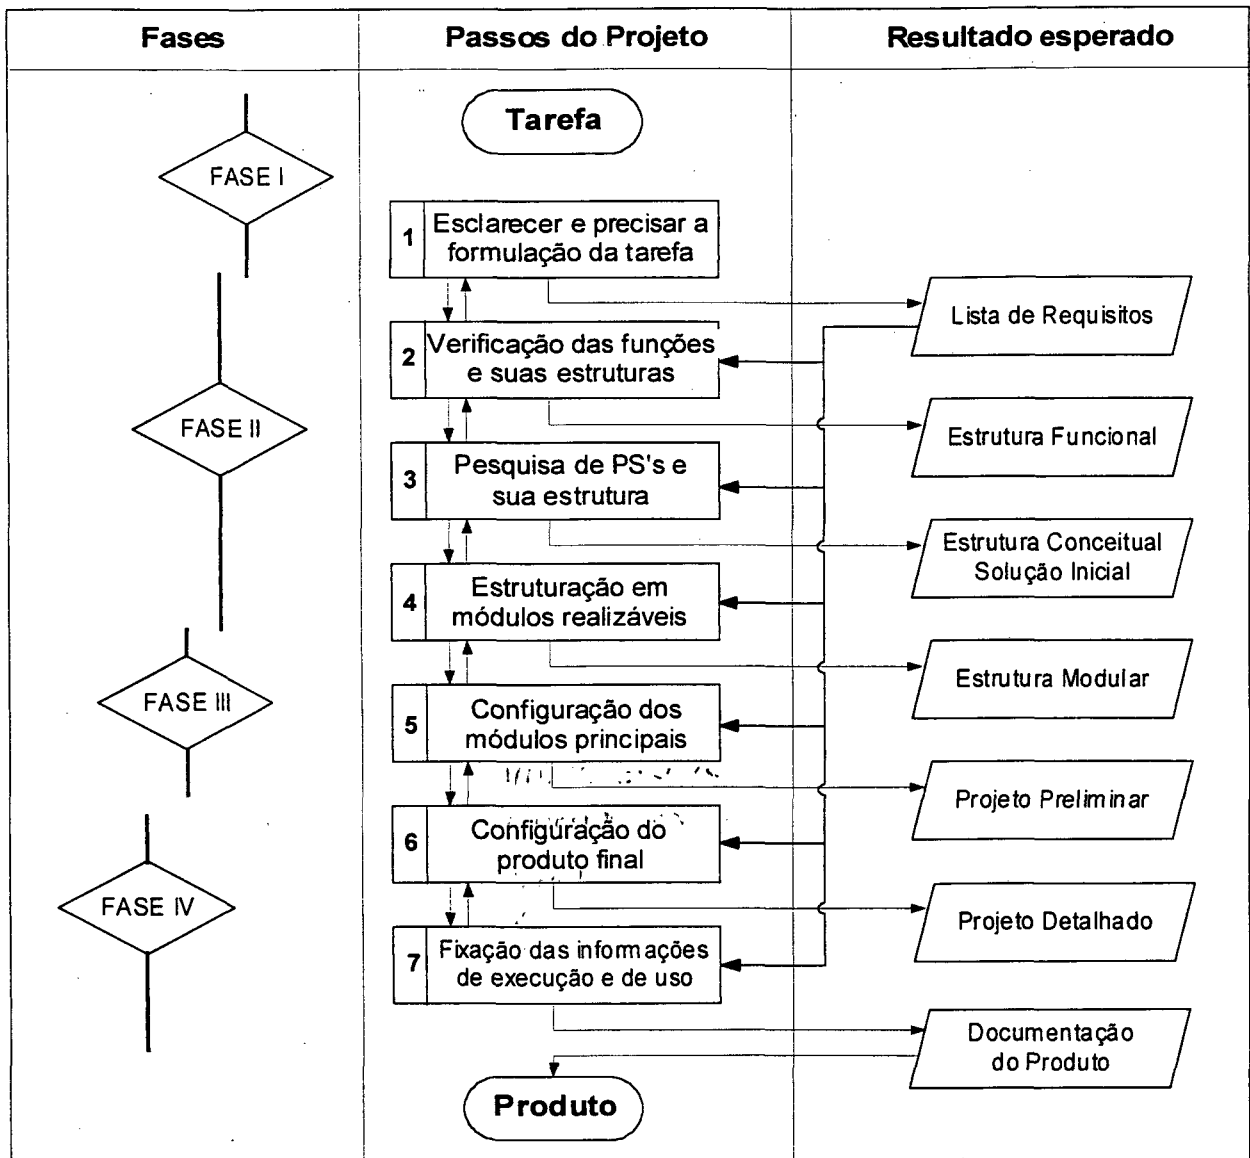 Fases
Passos do Projeto
Resultado esperado
Tarefa
FASE I
1
Esclarecer e precisar a
formulação da tarefa
Lista de Requisitos
2
Verificação das funções
e suas estruturas
FASE II
Estrutura Funcional
3
Pesquisa de PS's e
sua estrutura
Estrutura Conceitual
Solução Inicial
4
Estruturação em
módulos realizáveis
Estrutura Modular
FASE III
5
Configuração dos
módulos principais
Projeto Preliminar
6
Configuração do
produto final
FASE IV
Projeto Detalhado
7
Fixação das informações
de execução e de uso
Documentação
do Produto
Produto